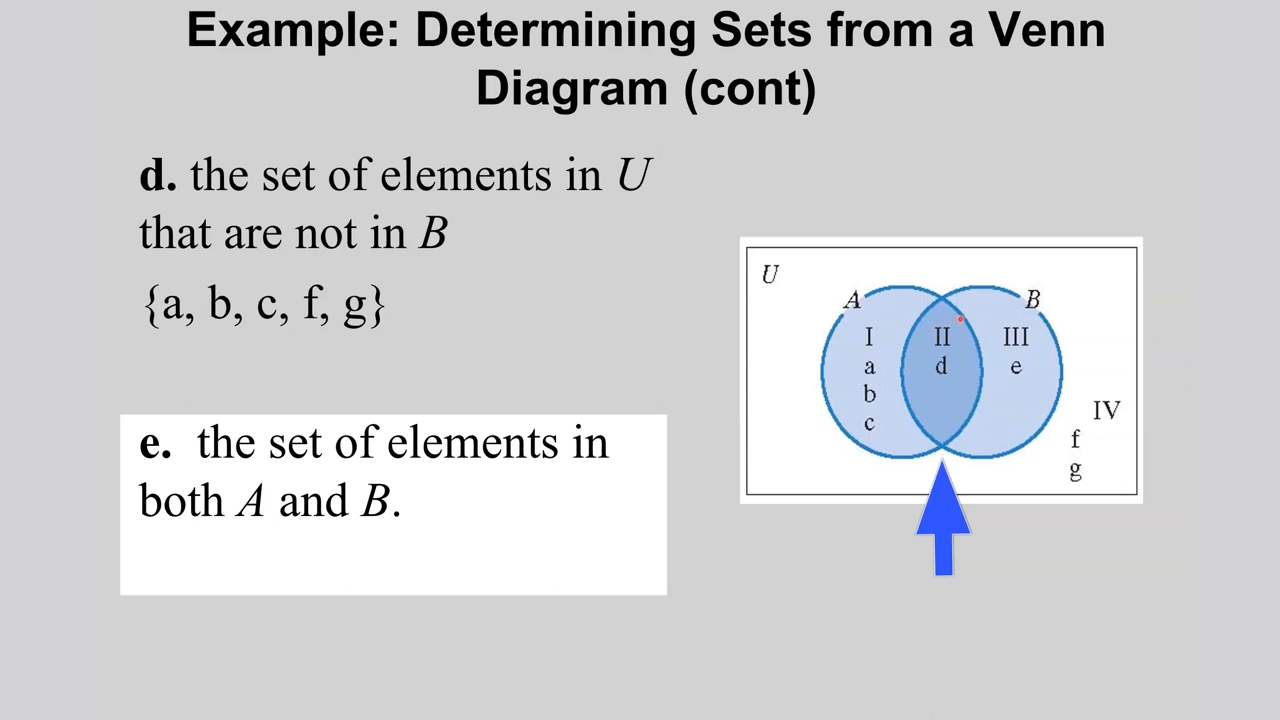 Example: Determining Sets from a Venn
Diagram (cont)
d. the set of elements in U
that are not in B
{a, b, c, f, g}
e. the set of elements in
both A and B.
U
A
B
I
II
III
a
d
e
b
c
IV
f
g